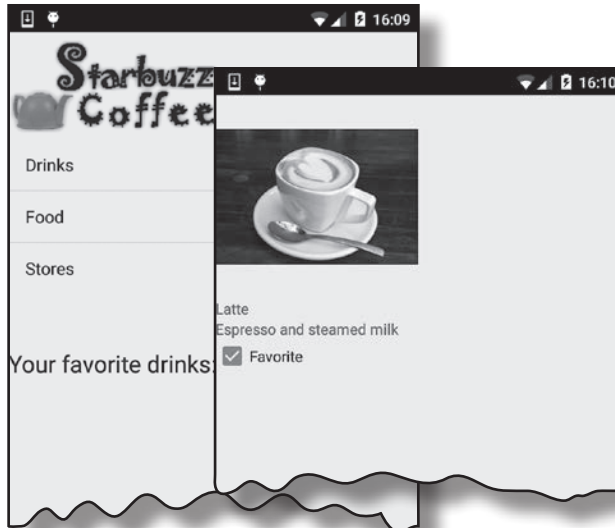 16:09
Starbuzz
Coffee
Drinks
Food
Stores
Your favorite drinks:
16:10
Latte
Espresso and steamed milk
Favorite